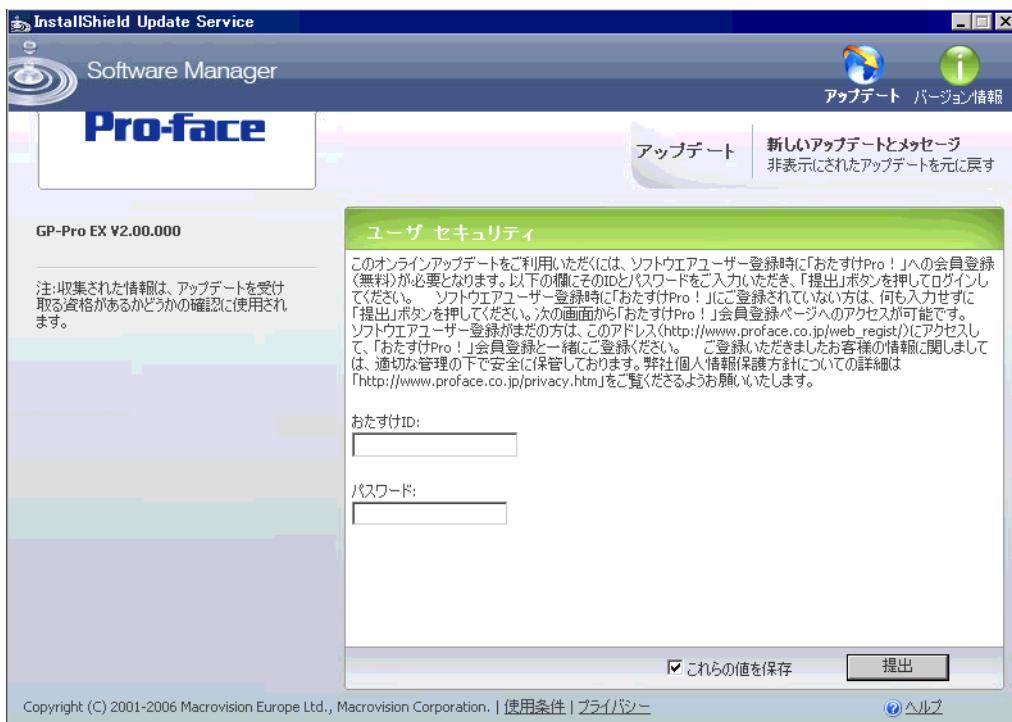 InstallShield Update Service
Software Manager
アップデート
バージョン情報
Pro-face
アップデート
新しいアップデートとメッセージ
非表示にされたアップデートを元に戻す
GP-Pro EX V2.00.000
注:収集された情報は、アップデートを受け
取る資格があるかどうかの確認に使用され
ます。
ユーザ セキュリティ
このオンラインアップデートをご利用いただくには、ソフトウエアユーザー登録時に「おたすけPro！」への会員登録
（無料）が必要となります。以下の欄にそのIDとパスワードをご入力いただき、「提出」ボタンを押してログインし
てください。　ソフトウエアユーザー登録時に「おたすけPro！」にご登録されていない方は、何も入力せずに
「提出」ボタンを押してください。次の画面から「おたすけPro！」会員登録ページへのアクセスが可能です。
ソフトウエアユーザー登録がまだの方は、このアドレス(http://www.proface.co.jp/web_regist/)にアクセスし
て、「おたすけPro！」会員登録と一緒にご登録ください。　ご登録いただきましたお客様の情報に関しまして
は、適切な管理の下で安全に保管しております。弊社個人情報保護方針についての詳細は
「http://www.proface.co.jp/privacy.htm」をご覧くださるようお願いいたします。
おたすけID:
パスワード:
これらの値を保存
提出
Copyright (C) 2001-2006 Macrovision Europe Ltd., Macrovision Corporation. | 使用条件 | プライバシー
ヘルプ